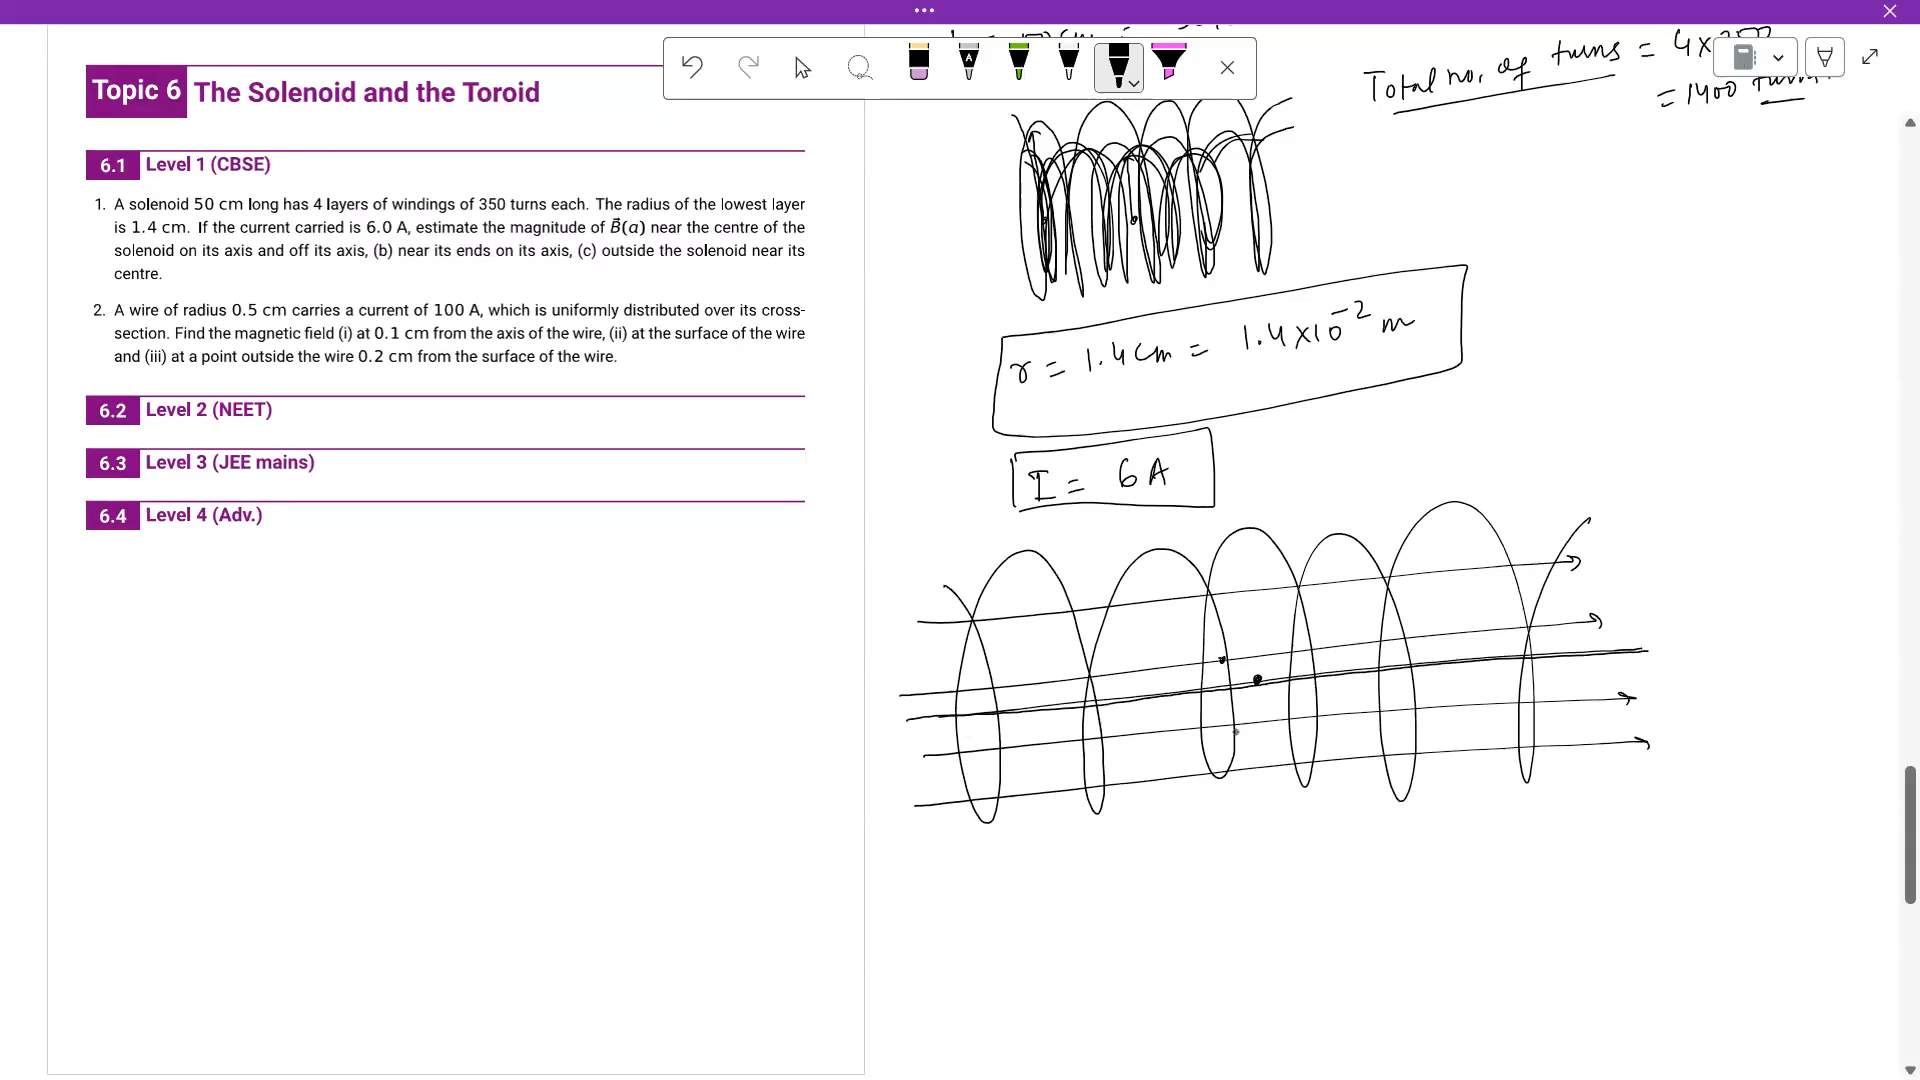 Topic 6 The Solenoid and the Toroid
6.1 Level 1 (CBSE)
1. A solenoid 50 cm long has 4 layers of windings of 350 turns each. The radius of the lowest layer
is 1.4 cm. If the current carried is 6.0 A, estimate the magnitude of B⃗(a) near the centre of the
solenoid on its axis and off its axis, (b) near its ends on its axis, (c) outside the solenoid near its
centre.
2. A wire of radius 0.5 cm carries a current of 100 A, which is uniformly distributed over its cross-
section. Find the magnetic field (i) at 0.1 cm from the axis of the wire, (ii) at the surface of the wire
and (iii) at a point outside the wire 0.2 cm from the surface of the wire.
6.2 Level 2 (NEET)
6.3 Level 3 (JEE mains)
6.4 Level 4 (Adv.)
Total no. of turns = 4 x 350
= 1400 turns
r = 1.4 cm = 1.4 x 10⁻² m
I = 6 A